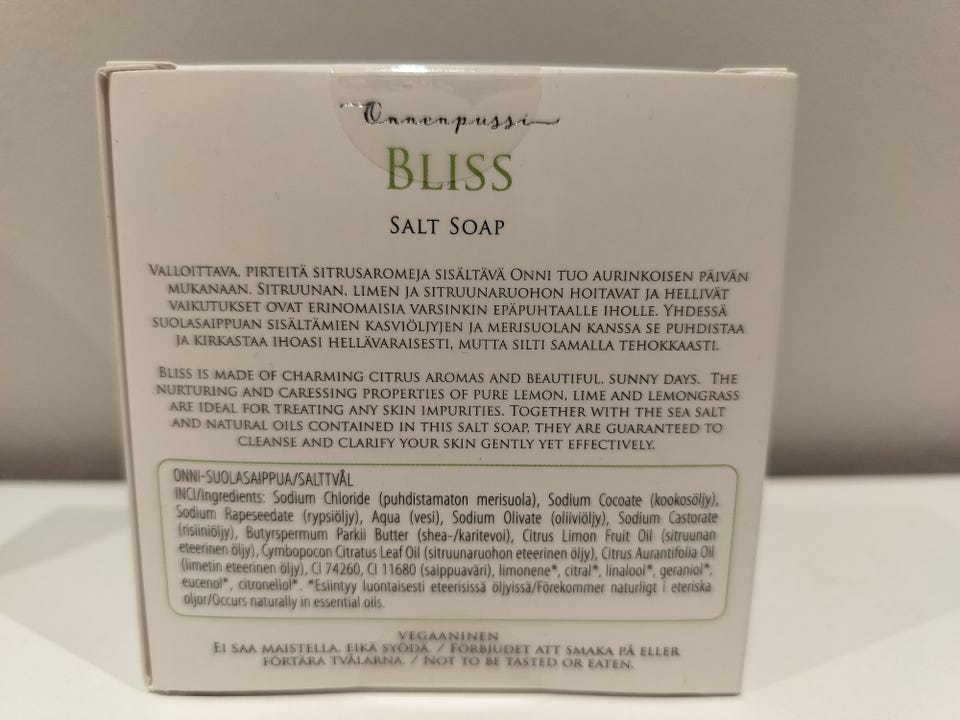 Onnenpussi
BLISS
SALT SOAP
VALLOITTAVA, PIRTEITÄ SITRUSAROMEJA SISÄLTÄVÄ ONNI TUO AURINKOISEN PÄIVÄN
MUKANAAN. SITRUUNAN, LIMEN JA SITRUUNARUOHON HOITAVAT JA HELLIVÄT
VAIKUTUKSET OVAT ERINOMAISIA VARSINKIN EPÄPUHTAALLE IHOLLE. YHDESSÄ
SUOLASAIPPUAN SISÄLTÄMIEN KASVIÖLJYJEN JA MERISUOLAN KANSSA SE PUHDISTAA
JA KIRKASTAA IHOASI HELLÄVARAISESTI, MUTTA SILTI SAMALLA TEHOKKAASTI.
BLISS IS MADE OF CHARMING CITRUS AROMAS AND BEAUTIFUL, SUNNY DAYS. THE
NURTURING AND CARESSING PROPERTIES OF PURE LEMON, LIME AND LEMONGRASS
ARE IDEAL FOR TREATING ANY SKIN IMPURITIES. TOGETHER WITH THE SEA SALT
AND NATURAL OILS CONTAINED IN THIS SALT SOAP, THEY ARE GUARANTEED TO
CLEANSE AND CLARIFY YOUR SKIN GENTLY YET EFFECTIVELY.
ONNI-SUOLASAIPPUA/SALTTVÅL
INCI/Ingredients: Sodium Chloride (puhdistamaton merisuola), Sodium Cocoate (kookosöljy),
Sodium Rapeseedate (rypsiöljy), Aqua (vesi), Sodium Olivate (oliiviöljy), Sodium Castorate
(risiiniöljy), Butyrspermum Parkii Butter (shea-/karitevoi), Citrus Limon Fruit Oil (sitruunan
eteerinen öljy), Cymbopocon Citratus Leaf Oil (sitruunaruohon eteerinen öljy), Citrus Aurantifolia Oil
(limetin eteerinen öljy), CI 74260, CI 11680 (saippuaväri), limonene*, citral*, linalool*, geraniol*,
eucenol*, citronellol*. *Esiintyy luontaisesti eteerisissä öljyissä/Förekommer naturligt i eteriska
oljor/Occurs naturally in essential oils.
VEGAANINEN
EI SAA MAISTELLA, EIKÄ SYÖDÄ. / FÖRBJUDET ATT SMAKA PÅ ELLER
FÖRTÄRA TVÅLARNA. / NOT TO BE TASTED OR EATEN.